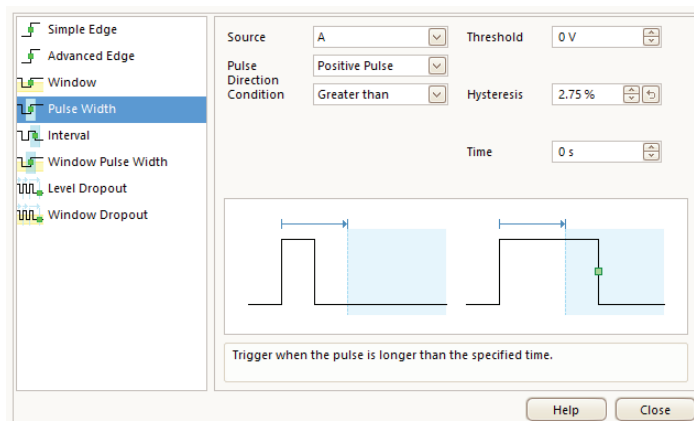 Simple Edge
Advanced Edge
Window
Pulse Width
Interval
Window Pulse Width
Level Dropout
Window Dropout
Source A Threshold 0 V
Pulse Direction Positive Pulse
Condition Greater than Hysteresis 2.75 %
Time 0 s
Trigger when the pulse is longer than the specified time.
Help Close